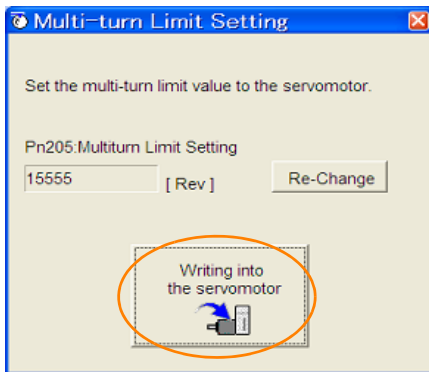 Multi-turn Limit Setting
Set the multi-turn limit value to the servomotor.
Pn205:Multiturn Limit Setting
15555 [ Rev ] Re-Change
Writing into
the servomotor